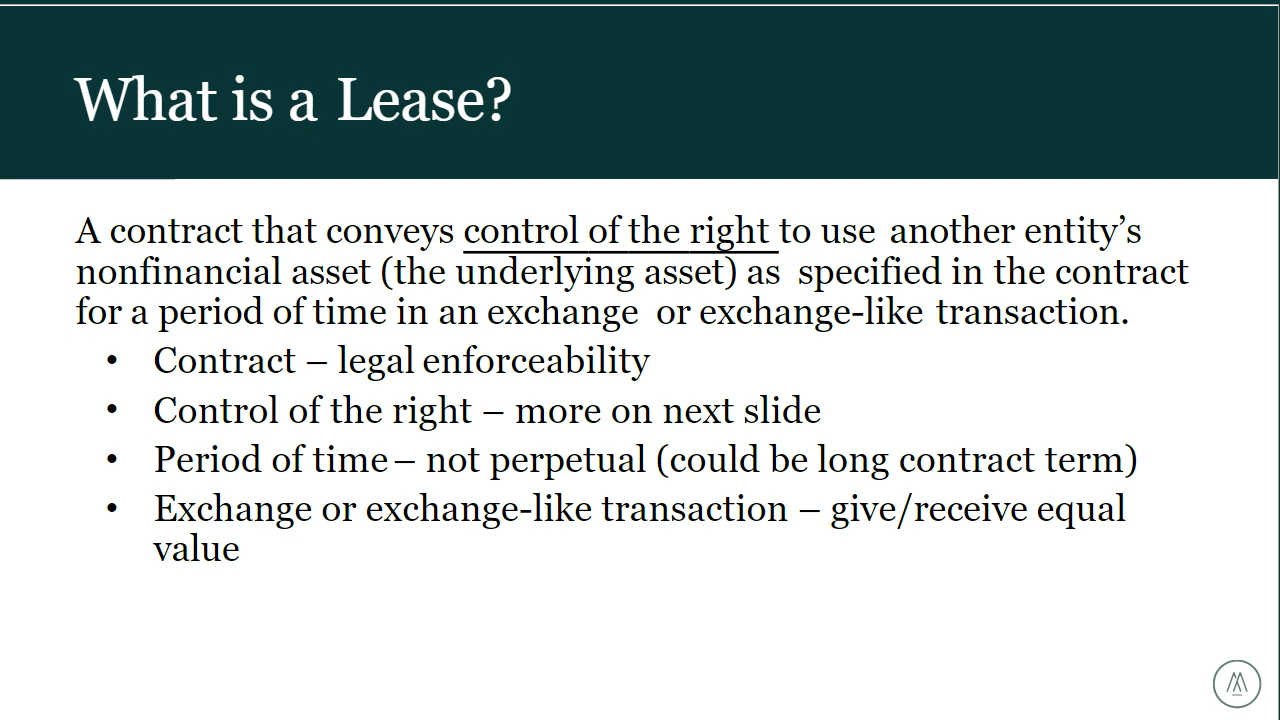 What is a Lease?
A contract that conveys control of the right to use another entity’s
nonfinancial asset (the underlying asset) as specified in the contract
for a period of time in an exchange or exchange-like transaction.
• Contract – legal enforceability
• Control of the right – more on next slide
• Period of time – not perpetual (could be long contract term)
• Exchange or exchange-like transaction – give/receive equal
value